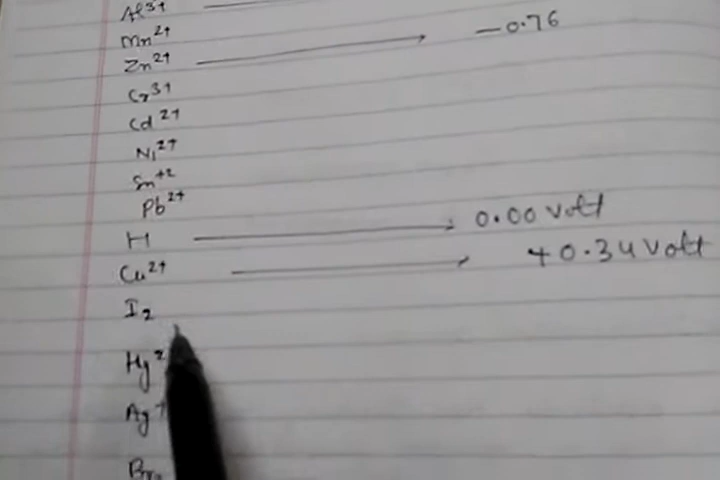 Al³⁺
Mn²⁺
Zn²⁺ → -0.76
Cr³⁺
Cd²⁺
Ni²⁺
Sn⁺²
Pb²⁺
H → 0.00 volt
Cu²⁺ → +0.34 volt
I₂
Hg²
Ag⁺
Br₂